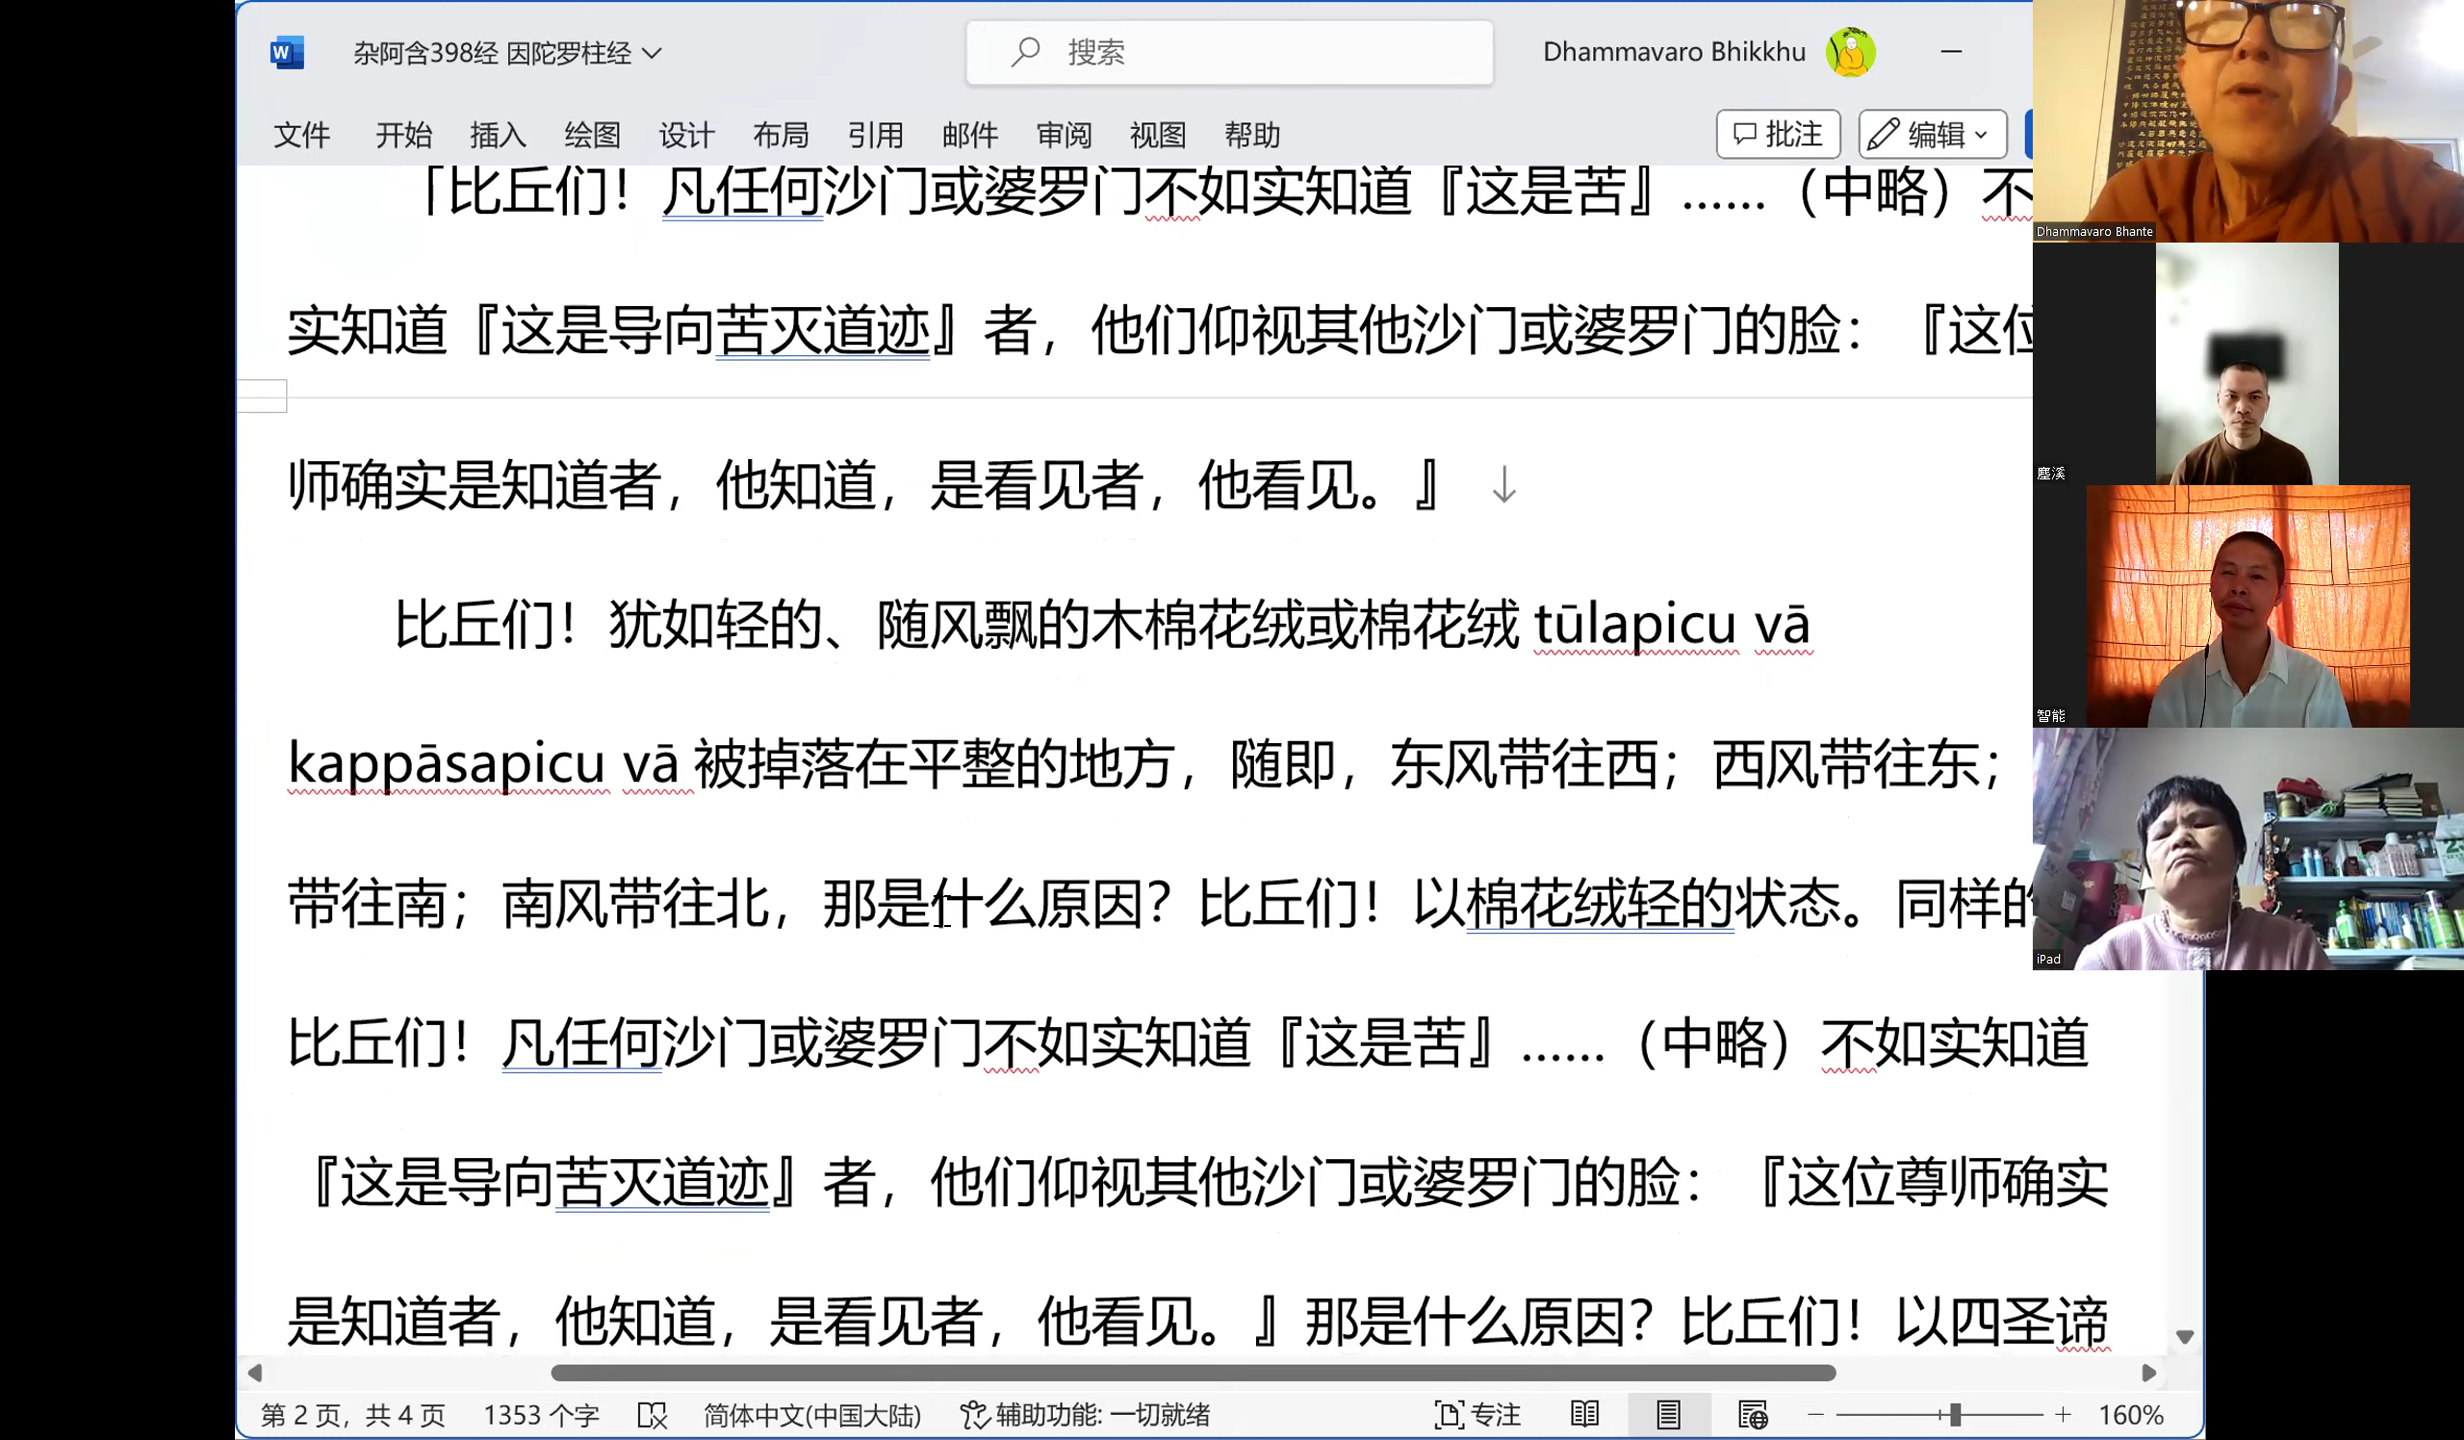 杂阿含398经 因陀罗柱经
搜索
Dhammavaro Bhikkhu
文件 开始 插入 绘图 设计 布局 引用 邮件 审阅 视图 帮助
批注 编辑
「比丘们！凡任何沙门或婆罗门不如实知道『这是苦』……（中略）不
实知道『这是导向苦灭道迹』者，他们仰视其他沙门或婆罗门的脸：『这位
师确实是知道者，他知道，是看见者，他看见。』 ↓
比丘们！犹如轻的、随风飘的木棉花绒或棉花绒 tūlapicu vā
kappāsapicu vā 被掉落在平整的地方，随即，东风带往西；西风带往东；
带往南；南风带往北，那是什么原因？比丘们！以棉花绒轻的状态。同样的
比丘们！凡任何沙门或婆罗门不如实知道『这是苦』……（中略）不如实知道
『这是导向苦灭道迹』者，他们仰视其他沙门或婆罗门的脸：『这位尊师确实
是知道者，他知道，是看见者，他看见。』那是什么原因？比丘们！以四圣谛
第 2 页，共 4 页 1353 个字 简体中文(中国大陆) 辅助功能: 一切就绪 专注 160%
Dhammavaro Bhante
塵溪
智能
iPad